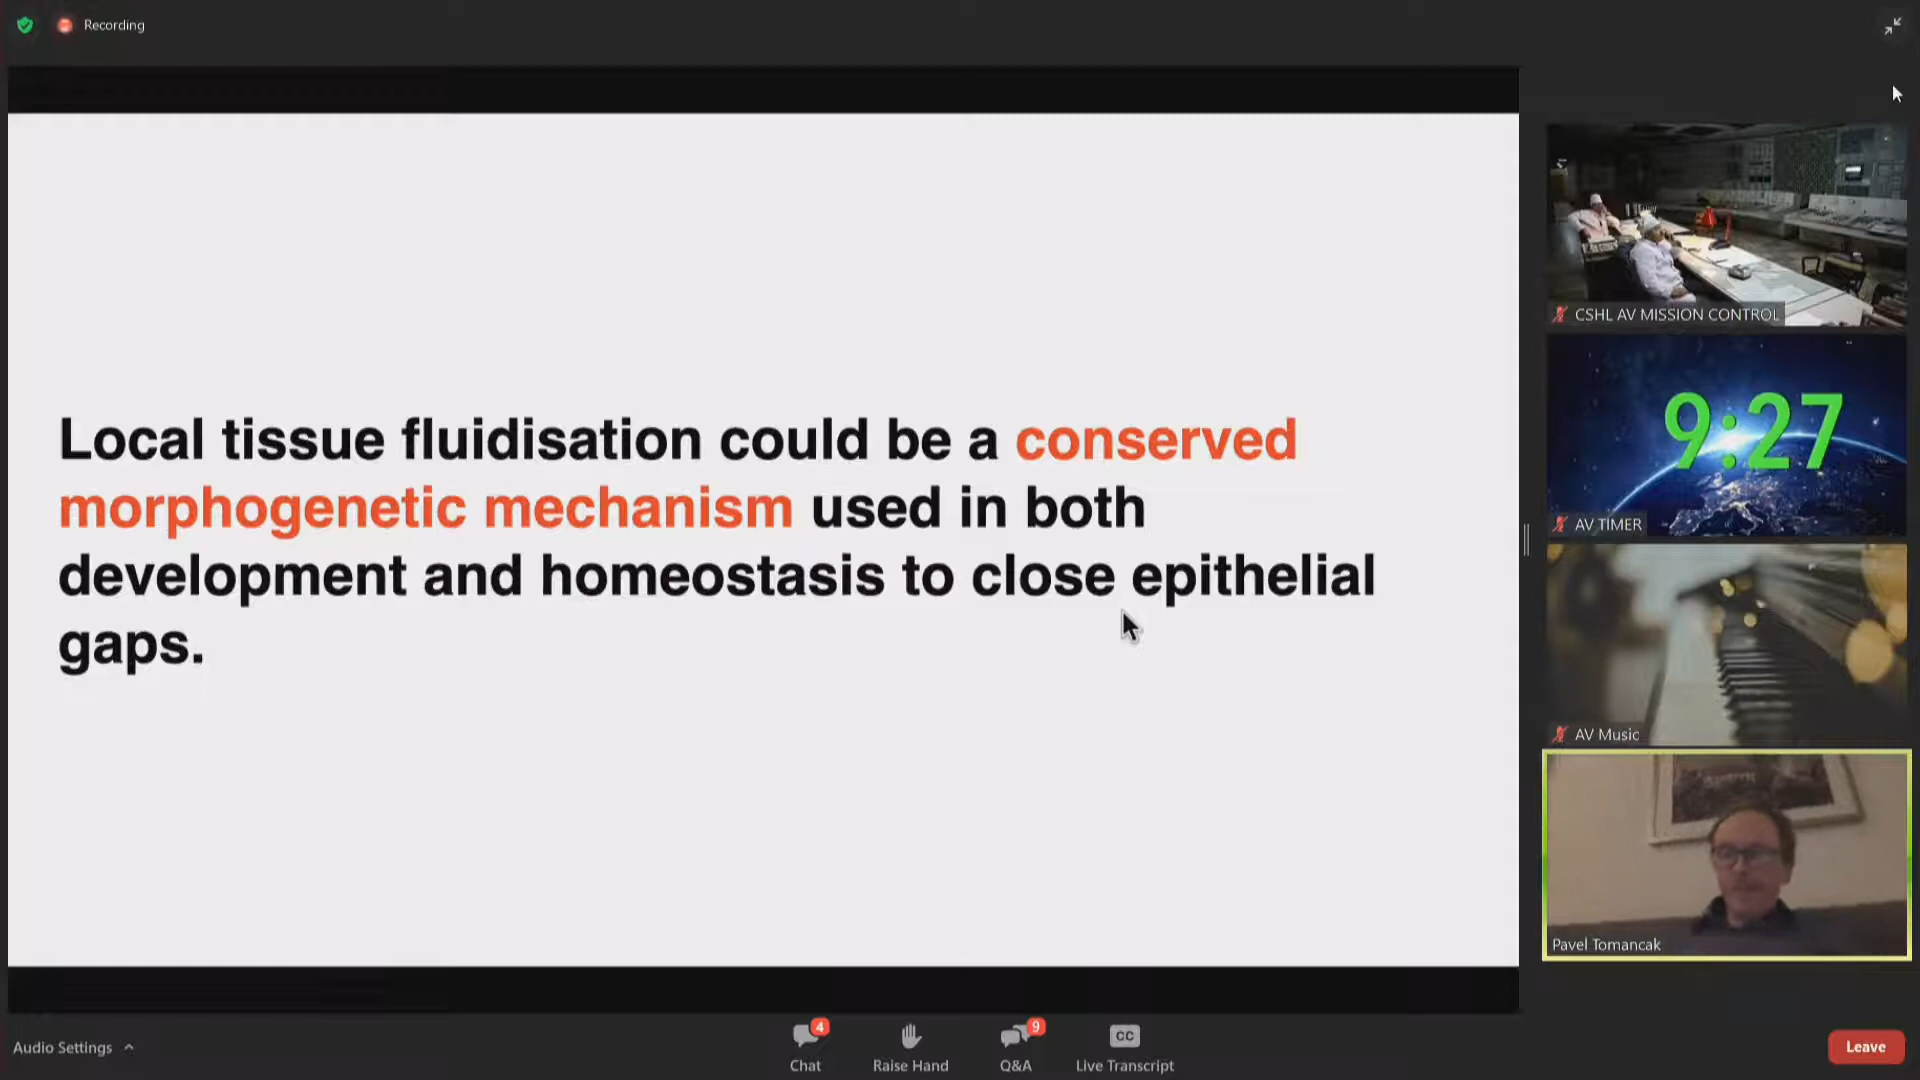 Recording
Local tissue fluidisation could be a conserved
morphogenetic mechanism used in both
development and homeostasis to close epithelial
gaps.
CSHL AV MISSION CONTROL
9:27
AV TIMER
AV Music
Pavel Tomancak
Audio Settings
4
Chat
Raise Hand
9
Q&A
CC
Live Transcript
Leave